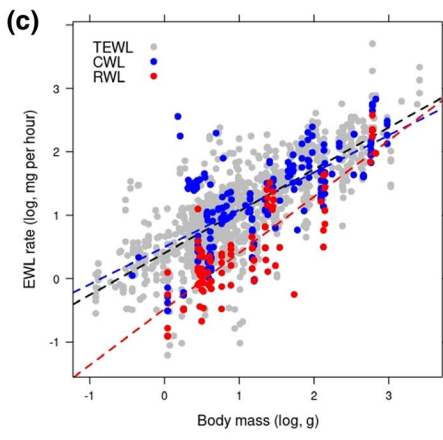 (c)
TEWL
CWL
RWL
3
2
1
0
-1
EWL rate (log, mg per hour)
-1 0 1 2 3
Body mass (log, g)